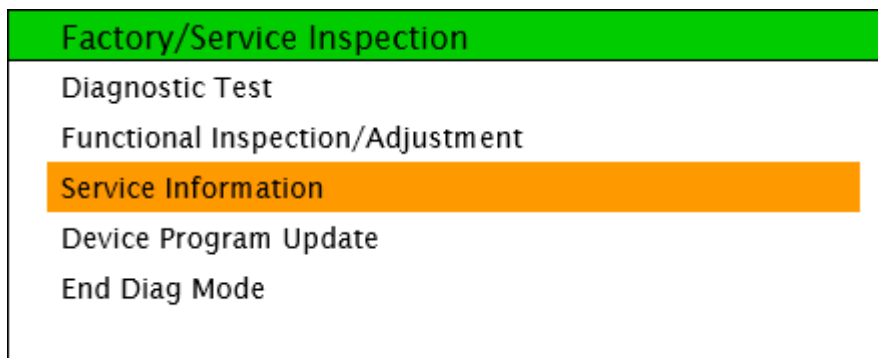 Factory/Service Inspection
Diagnostic Test
Functional Inspection/Adjustment
Service Information
Device Program Update
End Diag Mode